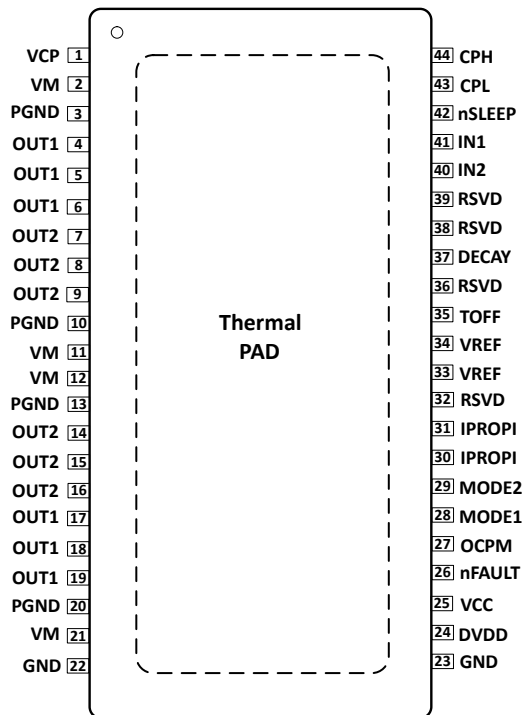 VCP 1
VM 2
PGND 3
OUT1 4
OUT1 5
OUT1 6
OUT2 7
OUT2 8
OUT2 9
PGND 10
VM 11
VM 12
PGND 13
OUT2 14
OUT2 15
OUT2 16
OUT1 17
OUT1 18
OUT1 19
PGND 20
VM 21
GND 22
Thermal
PAD
44 CPH
43 CPL
42 nSLEEP
41 IN1
40 IN2
39 RSVD
38 RSVD
37 DECAY
36 RSVD
35 TOFF
34 VREF
33 VREF
32 RSVD
31 IPROPI
30 IPROPI
29 MODE2
28 MODE1
27 OCPM
26 nFAULT
25 VCC
24 DVDD
23 GND